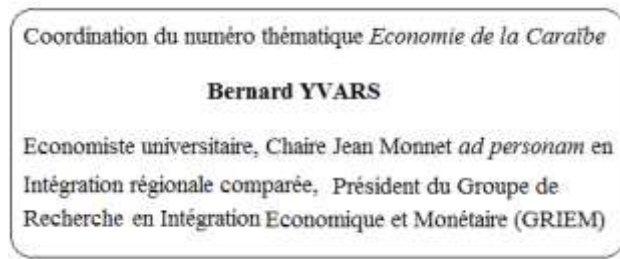 Coordination du numéro thématique Economie de la Caraïbe
Bernard YVARS
Economiste universitaire, Chaire Jean Monnet ad personam en
Intégration régionale comparée, Président du Groupe de
Recherche en Intégration Economique et Monétaire (GRIEM)